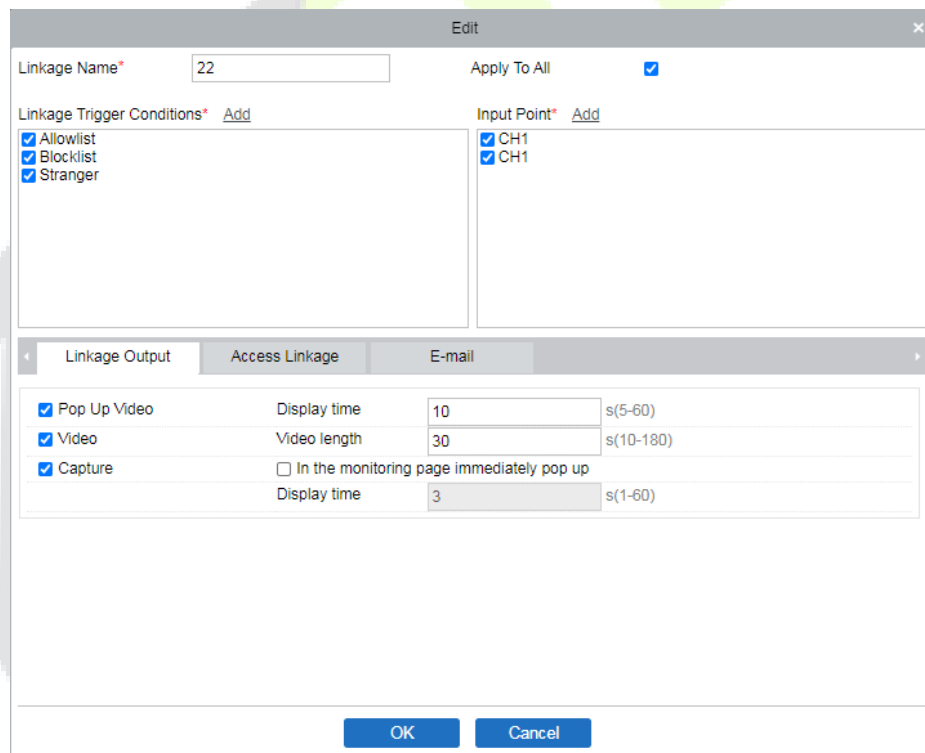 Edit
Linkage Name* 22 Apply To All
Linkage Trigger Conditions* Add Input Point* Add
Allowlist CH1
Blocklist CH1
Stranger
Linkage Output Access Linkage E-mail
Pop Up Video Display time 10 s(5-60)
Video Video length 30 s(10-180)
Capture In the monitoring page immediately pop up
Display time 3 s(1-60)
OK Cancel